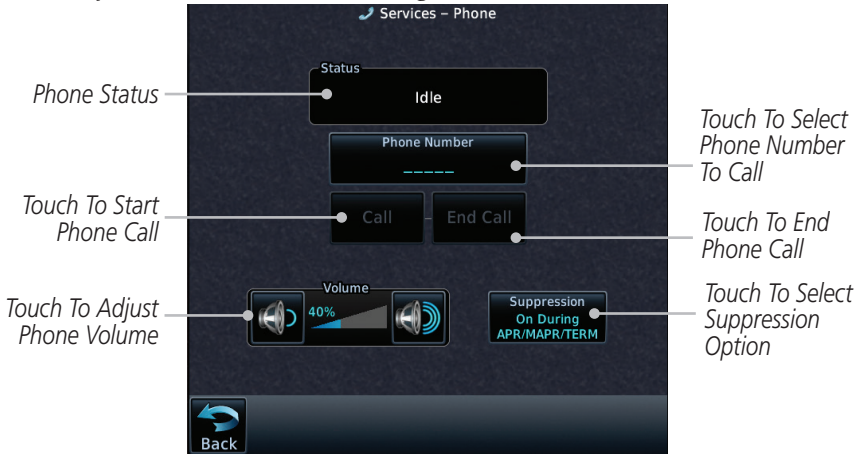 Services – Phone
Status
Phone Status
Idle
Touch To Select
Phone Number
To Call
Phone Number
_____
Touch To Start
Phone Call
Call
End Call
Touch To End
Phone Call
Touch To Adjust
Phone Volume
Volume
40%
Suppression
On During
APR/MAPR/TERM
Touch To Select
Suppression
Option
Back